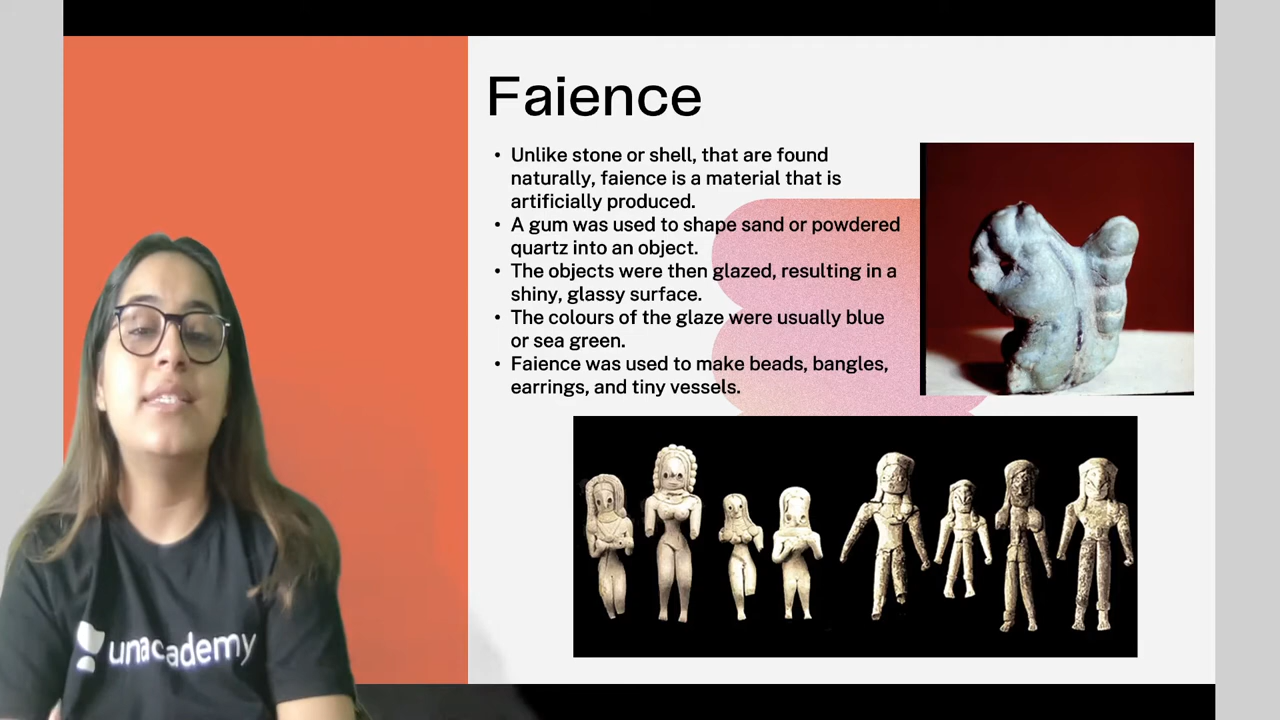 Faience
• Unlike stone or shell, that are found
naturally, faience is a material that is
artificially produced.
• A gum was used to shape sand or powdered
quartz into an object.
• The objects were then glazed, resulting in a
shiny, glassy surface.
• The colours of the glaze were usually blue
or sea green.
• Faience was used to make beads, bangles,
earrings, and tiny vessels.
unacademy